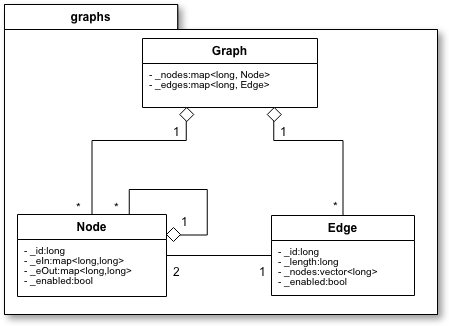 graphs
Graph
- _nodes:map<long, Node>
- _edges:map<long, Edge>
1
1
*
*
*
1
Node
- _id:long
- _eIn:map<long,long>
- _eOut:map<long,long>
- _enabled:bool
2
1
Edge
- _id:long
- _length:long
- _nodes:vector<long>
- _enabled:bool